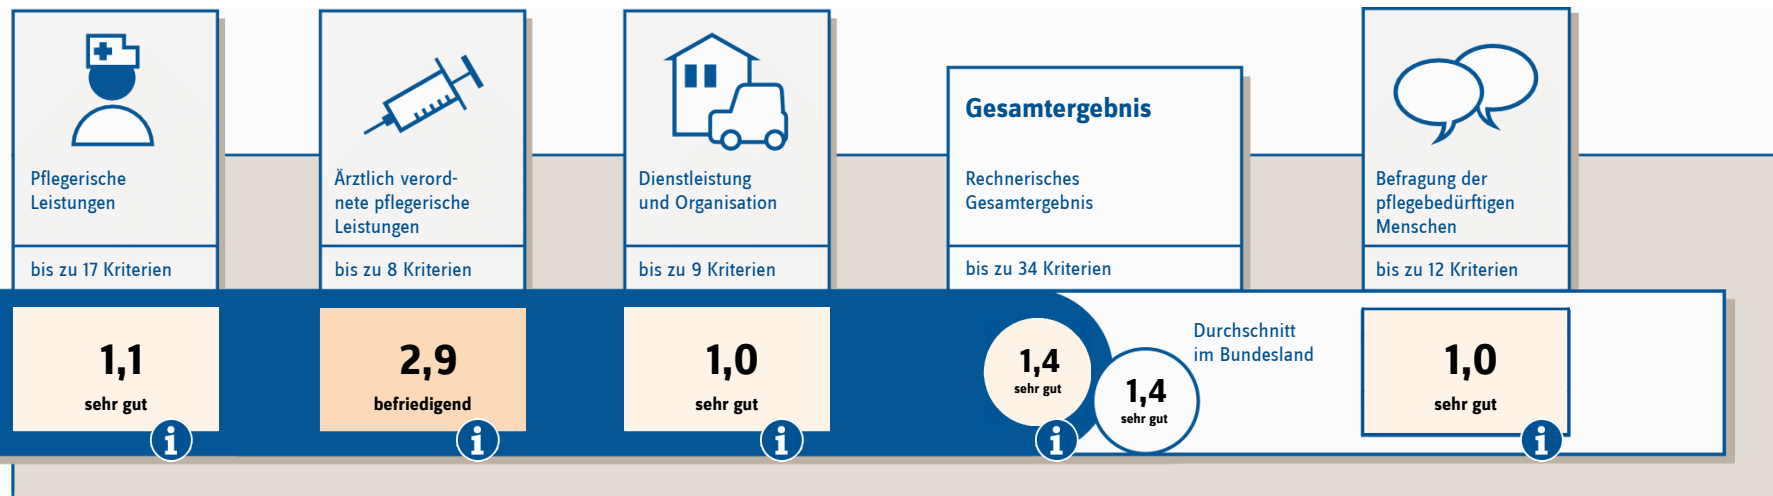 Pflegerische
Leistungen
bis zu 17 Kriterien
1,1
sehr gut
i
Ärztlich verord-
nete pflegerische
Leistungen
bis zu 8 Kriterien
2,9
befriedigend
i
Dienstleistung
und Organisation
bis zu 9 Kriterien
1,0
sehr gut
i
Gesamtergebnis
Rechnerisches
Gesamtergebnis
bis zu 34 Kriterien
1,4
sehr gut
i
Durchschnitt
im Bundesland
1,4
sehr gut
Befragung der
pflegebedürftigen
Menschen
bis zu 12 Kriterien
1,0
sehr gut
i